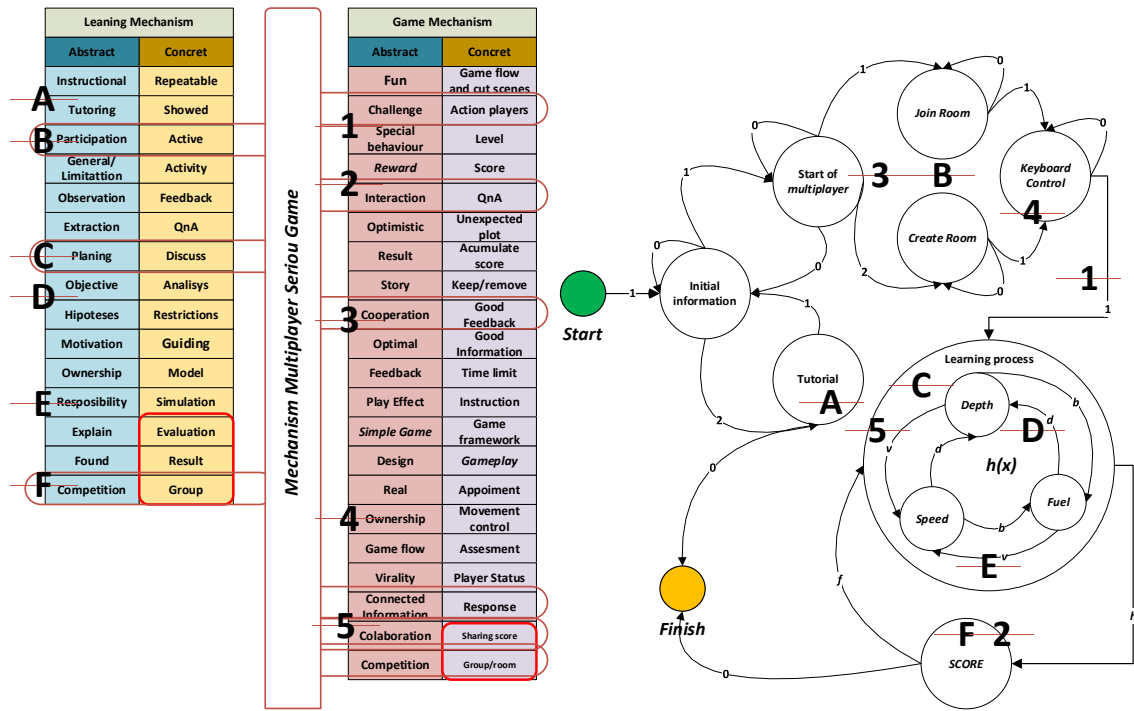 Leaning Mechanism
Abstract
Concret
Instructional
Repeatable
A
Tutoring
Showed
B
Participation
Active
General/
Limitattion
Activity
Observation
Feedback
Extraction
QnA
C
Planing
Discuss
D
Objective
Analisys
Hipoteses
Restrictions
Motivation
Guiding
Ownership
Model
E
Resposibility
Simulation
Explain
Evaluation
Found
Result
F
Competition
Group
Mechanism Multiplayer Seriou Game
Game Mechanism
Abstract
Concret
Fun
Game flow
and cut scenes
Challenge
Action players
1
Special
behaviour
Level
Reward
Score
2
Interaction
QnA
Optimistic
Unexpected
plot
Result
Acumulate
score
Story
Keep/remove
3
Cooperation
Good
Feedback
Optimal
Good
Information
Feedback
Time limit
Play Effect
Instruction
Simple Game
Game
framework
Design
Gameplay
Real
Appoiment
4
Ownership
Movement
control
Game flow
Assesment
Virality
Player Status
Connected
Information
Response
5
Colaboration
Sharing score
Competition
Group/room
Start
1
Initial
information
0
1
2
0
1
Start of
multiplayer
0
1
2
3
B
Join Room
0
1
Create Room
0
1
Keyboard
Control
0
4
1
1
Tutorial
A
0
Finish
Learning process
C
5
Depth
b
d
D
v
d
h(x)
Speed
b
Fuel
v
E
f
h
F 2
SCORE
0